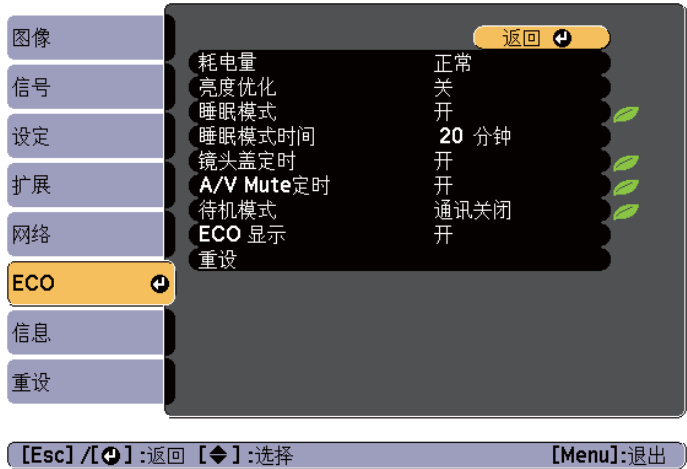 图像
信号
设定
扩展
网络
ECO
信息
重设
返回
耗电量 正常
亮度优化 关
睡眠模式 开
睡眠模式时间 20 分钟
镜头盖定时 开
A/V Mute定时 开
待机模式 通讯关闭
ECO 显示 开
重设
[Esc] /[ ] :返回 [ ] :选择 [Menu]:退出